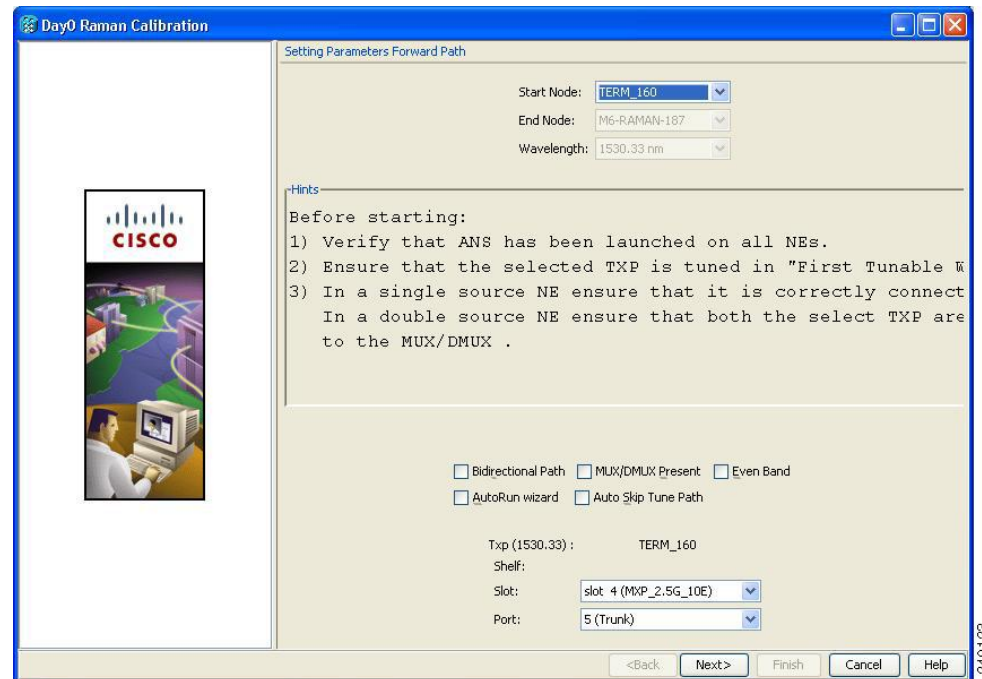 Day0 Raman Calibration
Setting Parameters Forward Path
Start Node: TERM_160
End Node: M6-RAMAN-187
Wavelength: 1530.33 nm
Hints
Before starting:
1) Verify that ANS has been launched on all NEs.
2) Ensure that the selected TXP is tuned in "First Tunable
3) In a single source NE ensure that it is correctly connect
In a double source NE ensure that both the select TXP are
to the MUX/DMUX .
CISCO
Bidirectional Path MUX/DMUX Present Even Band
AutoRun wizard Auto Skip Tune Path
Txp (1530.33) : TERM_160
Shelf:
Slot: slot 4 (MXP_2.5G_10E)
Port: 5 (Trunk)
<Back Next> Finish Cancel Help